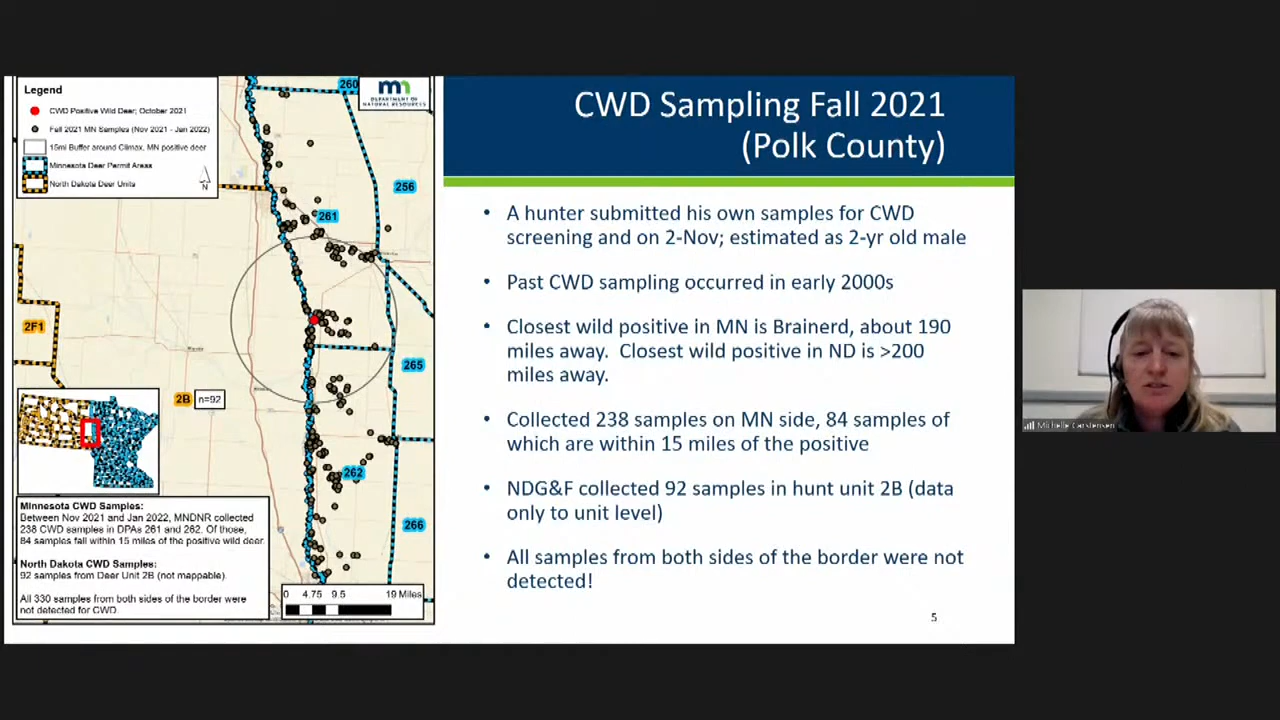 Legend
CWD Positive Wild Deer; October 2021
Fall 2021 MN Samples (Nov 2021 - Jan 2022)
15mi Buffer around Climax, MN positive deer
Minnesota Deer Permit Areas
North Dakota Deer Units
N
DEPARTMENT OF
NATURAL RESOURCES
260
256
261
2F1
265
2B
n=92
262
266
Minnesota CWD Samples:
Between Nov 2021 and Jan 2022, MNDNR collected
238 CWD samples in DPAs 261 and 262. Of those,
84 samples fall within 15 miles of the positive wild deer.
North Dakota CWD Samples:
92 samples from Deer Unit 2B (not mappable).
All 330 samples from both sides of the border were
not detected for CWD.
0 4.75 9.5 19 Miles
CWD Sampling Fall 2021
(Polk County)
• A hunter submitted his own samples for CWD
screening and on 2-Nov; estimated as 2-yr old male
• Past CWD sampling occurred in early 2000s
• Closest wild positive in MN is Brainerd, about 190
miles away. Closest wild positive in ND is >200
miles away.
• Collected 238 samples on MN side, 84 samples of
which are within 15 miles of the positive
• NDG&F collected 92 samples in hunt unit 2B (data
only to unit level)
• All samples from both sides of the border were not
detected!
5
Michelle Carstensen